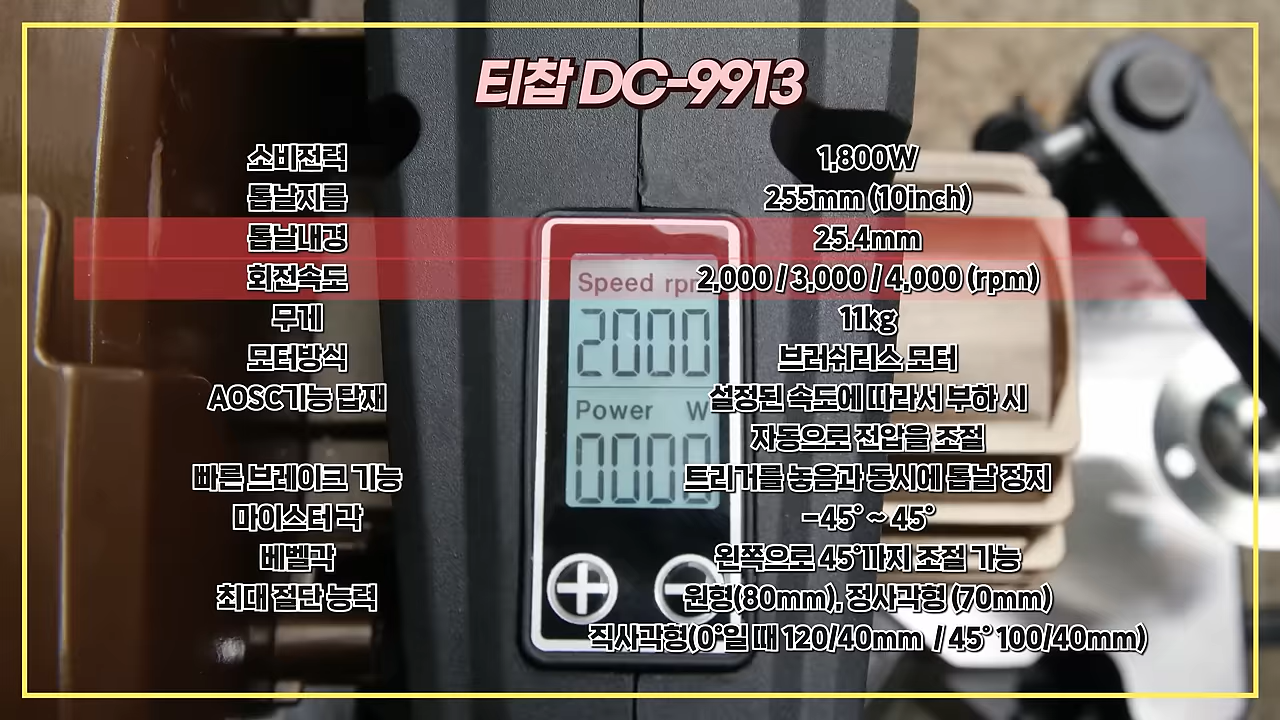 티찹 DC-9913
소비전력 1,800W
톱날지름 255mm (10inch)
톱날내경 25.4mm
회전속도 2,000 / 3,000 / 4,000 (rpm)
무게 11kg
모터방식 브러쉬리스 모터
AOSC기능 탑재 설정된 속도에 따라서 부하 시
자동으로 전압을 조절
빠른 브레이크 기능 트리거를 놓음과 동시에 톱날 정지
마이스터 각 -45° ~ 45°
베벨각 왼쪽으로 45°까지 조절 가능
최대 절단 능력 원형(80mm), 정사각형 (70mm)
직사각형(0°일 때 120/40mm / 45° 100/40mm)
Speed rpm
2000
Power W
0000